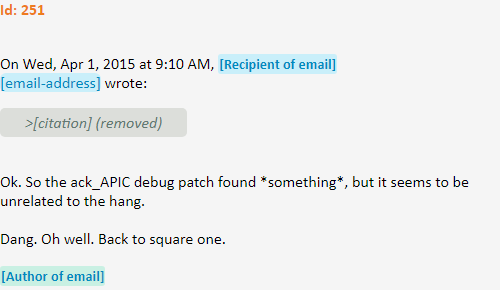 Id: 251
On Wed, Apr 1, 2015 at 9:10 AM, [Recipient of email]
[email-address] wrote:
>[citation] (removed)
Ok. So the ack_APIC debug patch found *something*, but it seems to be
unrelated to the hang.
Dang. Oh well. Back to square one.
[Author of email]